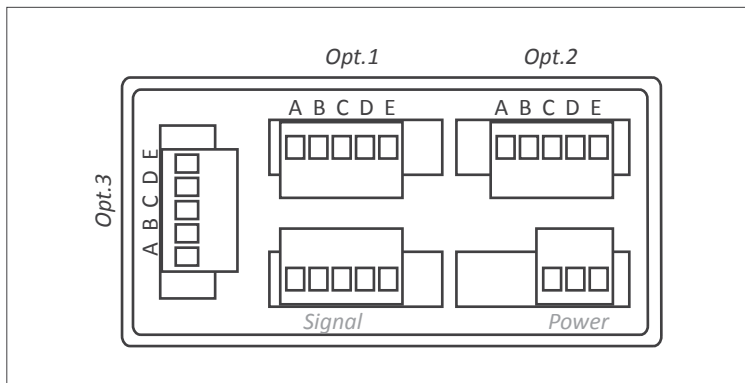 Opt.1
Opt.2
A B C D E
A B C D E
Opt.3
A B C D E
Signal
Power